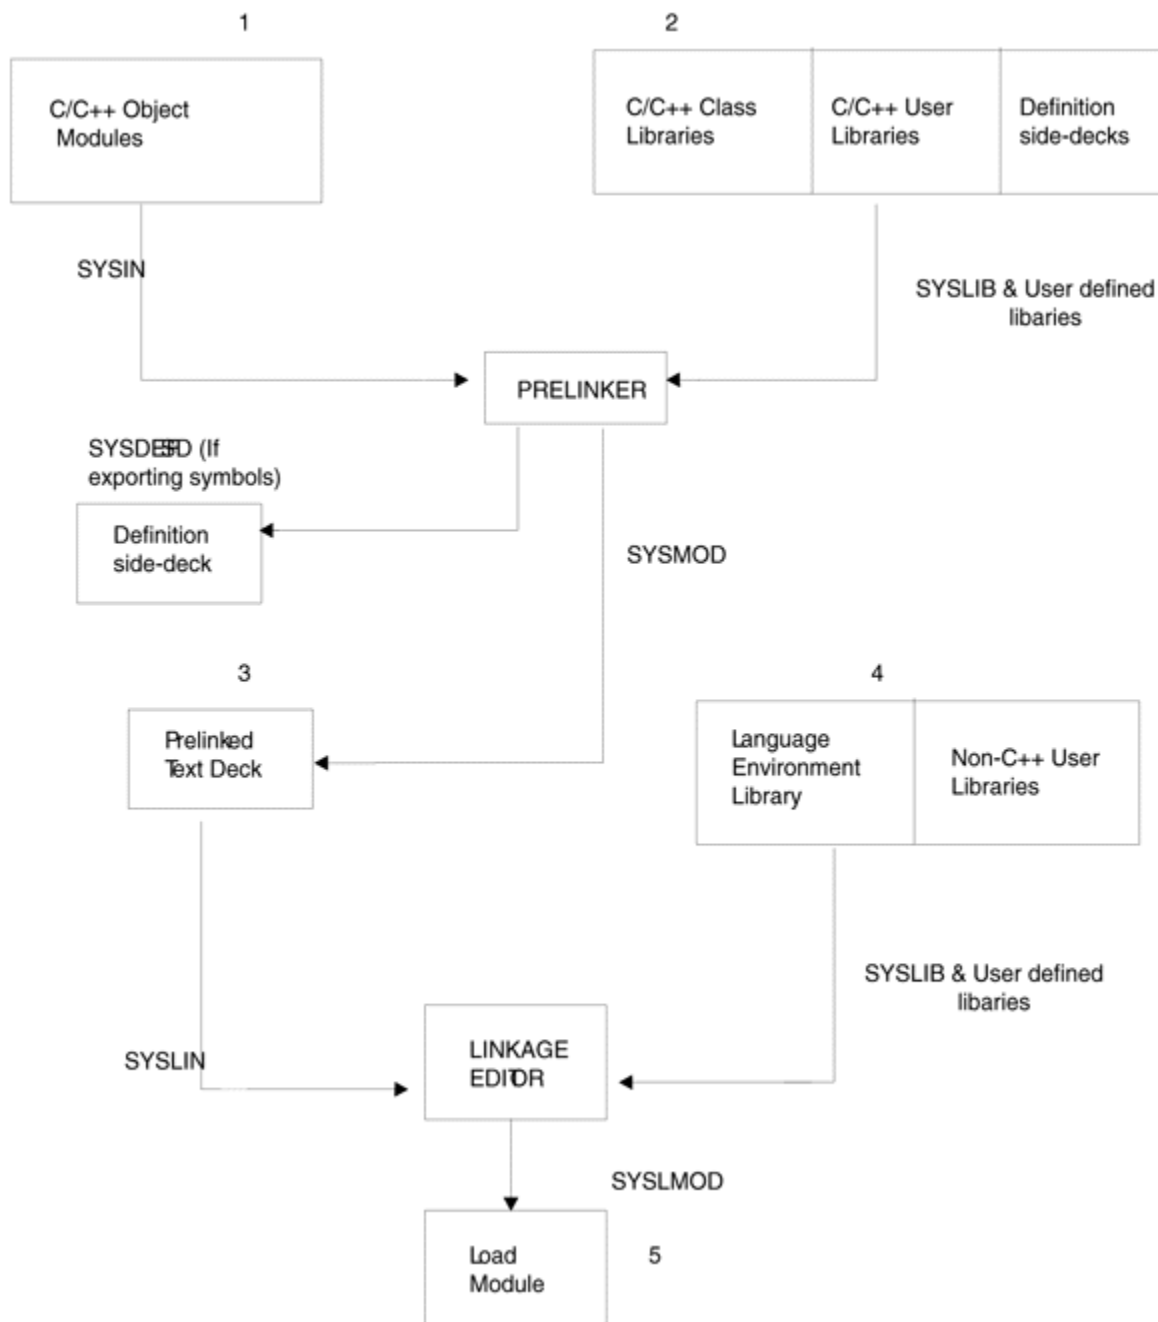 1
2
C/C++ Object
Modules
C/C++ Class
Libraries
C/C++ User
Libraries
Definition
side-decks
SYSIN
SYSLIB & User defined
libaries
PRELINKER
(If
exporting symbols)
Definition
side-deck
SYSMOD
3
4
Prelinked
Text Deck
Language
Environment
Library
Non-C++ User
Libraries
SYSLIB & User defined
libaries
SYSLIN
LINKAGE
EDITOR
SYSLMOD
Load
Module
5